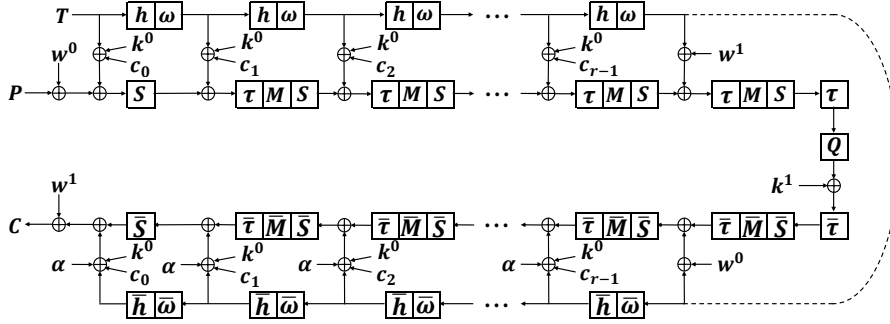 T h ω h ω h ω ... h ω
w⁰ k⁰ k⁰ k⁰ k⁰ w¹
c₀ c₁ c₂ c_{r−1}
P S τ M S τ M S ... τ M S τ M S τ
Q
w¹ k¹
C S̄ τ̄ M̄ S̄ τ̄ M̄ S̄ ... τ̄ M̄ S̄ τ̄ M̄ S̄ τ̄
k⁰ k⁰ k⁰ k⁰
α α α α w⁰
c₀ c₁ c₂ c_{r−1}
h̄ ω̄ h̄ ω̄ h̄ ω̄ ... h̄ ω̄